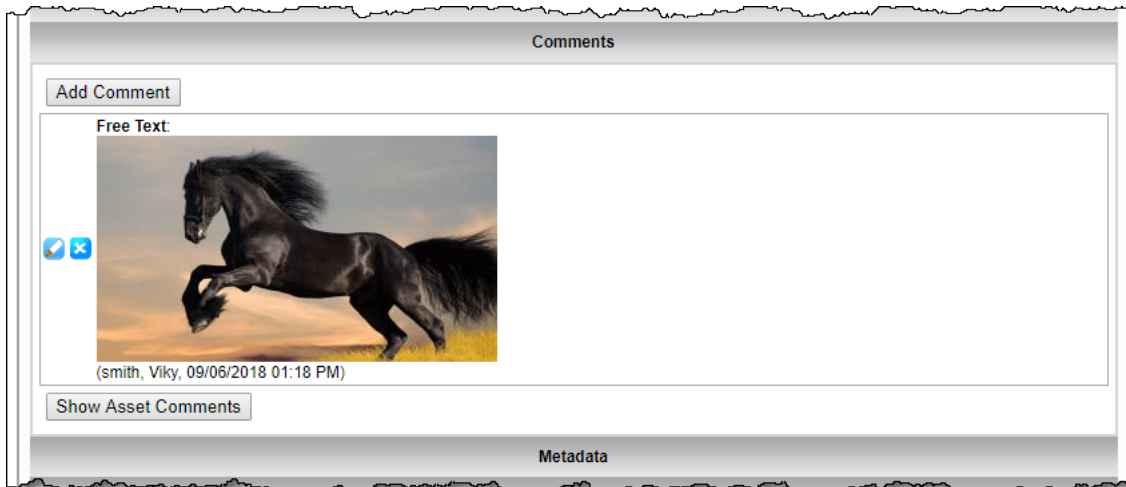 Comments
Add Comment
Free Text:
(smith, Viky, 09/06/2018 01:18 PM)
Show Asset Comments
Metadata